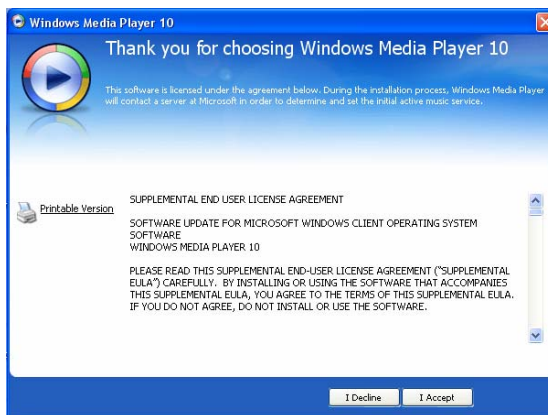 Windows Media Player 10
Thank you for choosing Windows Media Player 10
This software is licensed under the agreement below. During the installation process, Windows Media Player
will contact a server at Microsoft in order to determine and set the initial active music service.
Printable Version
SUPPLEMENTAL END USER LICENSE AGREEMENT
SOFTWARE UPDATE FOR MICROSOFT WINDOWS CLIENT OPERATING SYSTEM
SOFTWARE
WINDOWS MEDIA PLAYER 10
PLEASE READ THIS SUPPLEMENTAL END-USER LICENSE AGREEMENT ("SUPPLEMENTAL
EULA") CAREFULLY. BY INSTALLING OR USING THE SOFTWARE THAT ACCOMPANIES
THIS SUPPLEMENTAL EULA, YOU AGREE TO THE TERMS OF THIS SUPPLEMENTAL EULA.
IF YOU DO NOT AGREE, DO NOT INSTALL OR USE THE SOFTWARE.
I Decline
I Accept